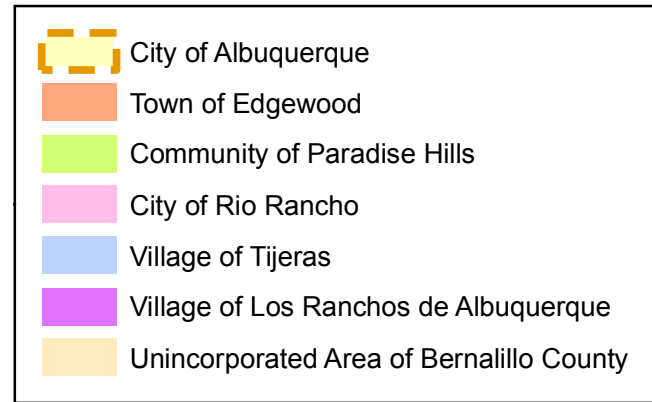 City of Albuquerque
Town of Edgewood
Community of Paradise Hills
City of Rio Rancho
Village of Tijeras
Village of Los Ranchos de Albuquerque
Unincorporated Area of Bernalillo County